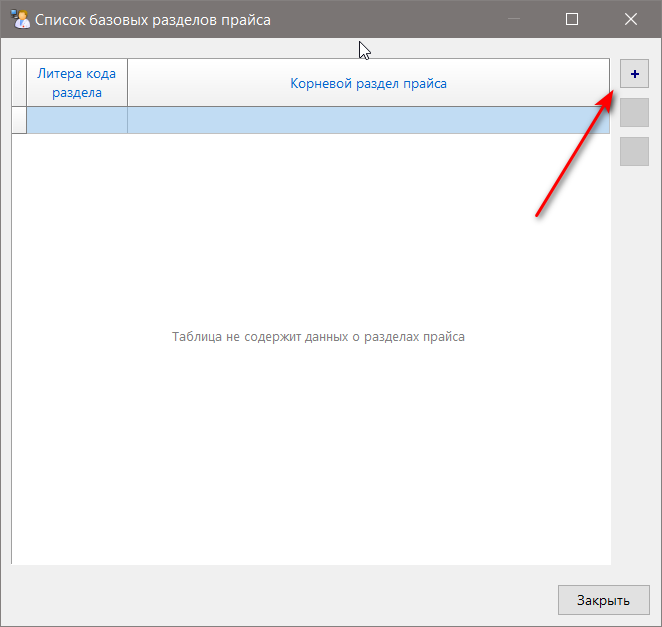 Список базовых разделов прайса
Литера кода
раздела
Корневой раздел прайса
+
Таблица не содержит данных о разделах прайса
Закрыть